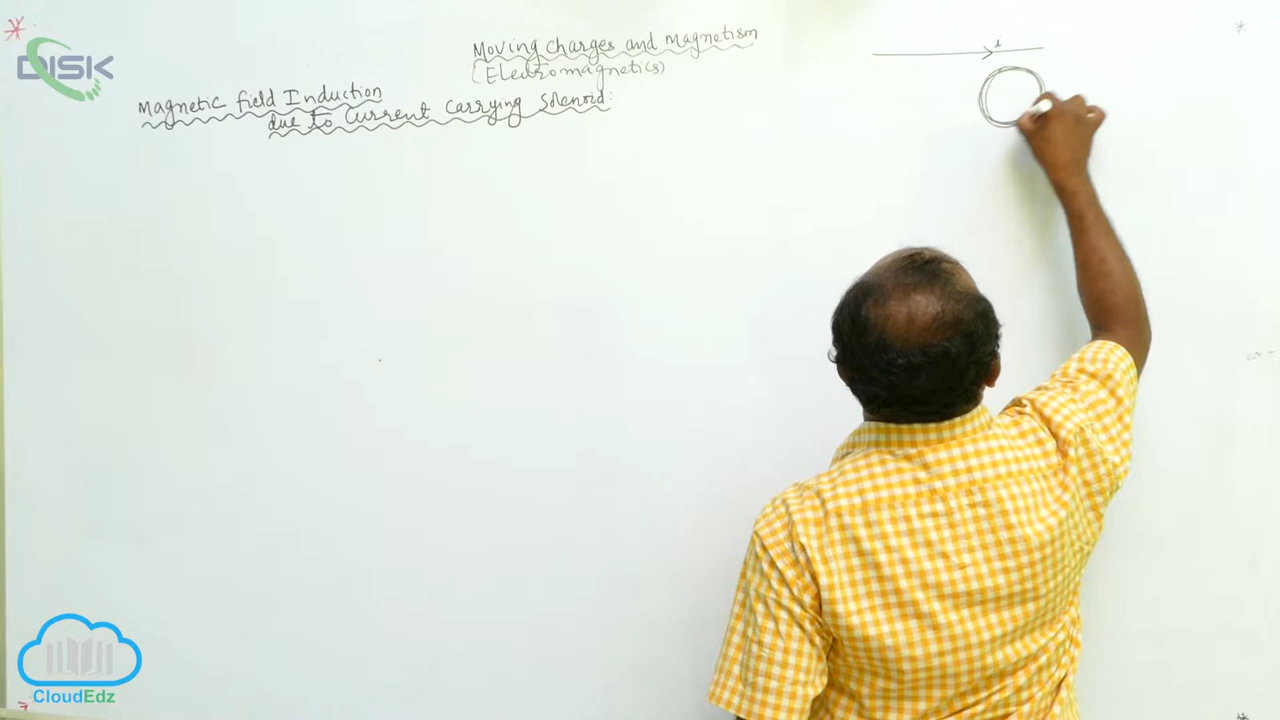 Moving charges and magnetism
(Electromagnetics)
i
DISK
Magnetic field Induction
due to Current Carrying Solenoid:
CloudEdz